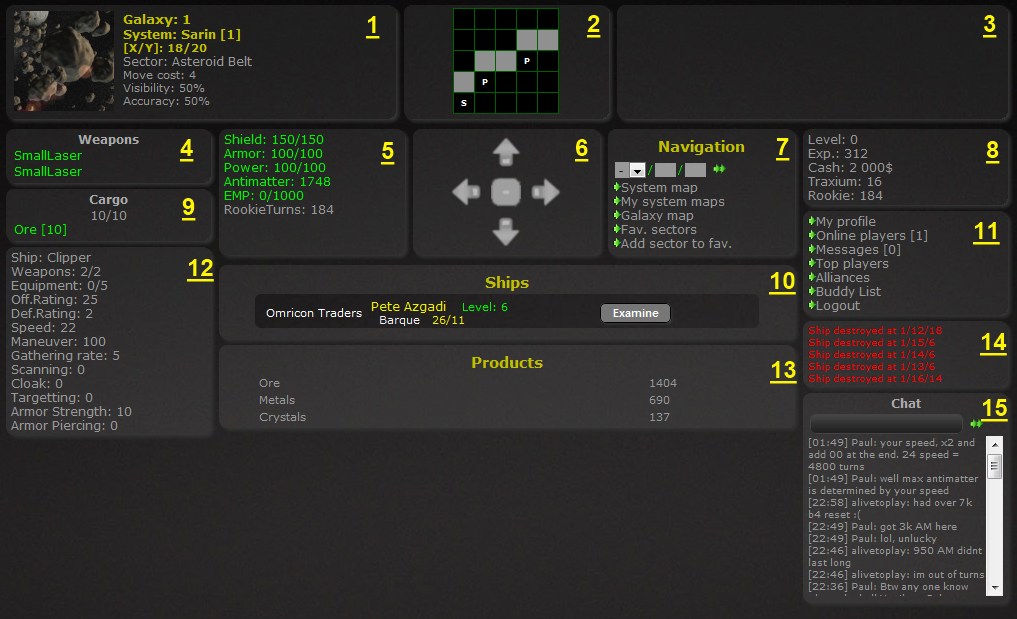 Galaxy: 1
System: Sarin [1]
[X/Y]: 18/20
Sector: Asteroid Belt
Move cost: 4
Visibility: 50%
Accuracy: 50%
1
P
P
S
2
3
Weapons
SmallLaser
SmallLaser
4
Shield: 150/150
Armor: 100/100
Power: 100/100
Antimatter: 1748
EMP: 0/1000
RookieTurns: 184
5
6
Navigation
- / /
System map
My system maps
Galaxy map
Fav. sectors
Add sector to fav.
7
Level: 0
Exp.: 312
Cash: 2 000$
Traxium: 16
Rookie: 184
8
Cargo
10/10
Ore [10]
9
Ships
Omricon Traders Pete Azgadi Level: 6 Examine
Barque 26/11
10
My profile
Online players [1]
Messages [0]
Top players
Alliances
Buddy List
Logout
11
Ship: Clipper
Weapons: 2/2
Equipment: 0/5
Off.Rating: 25
Def.Rating: 2
Speed: 22
Maneuver: 100
Gathering rate: 5
Scanning: 0
Cloak: 0
Targetting: 0
Armor Strength: 10
Armor Piercing: 0
12
Products
Ore 1404
Metals 690
Crystals 137
13
Ship destroyed at 1/12/18
Ship destroyed at 1/15/6
Ship destroyed at 1/14/6
Ship destroyed at 1/13/6
Ship destroyed at 1/16/14
14
Chat
15
[01:49] Paul: your speed, x2 and
add 00 at the end. 24 speed =
4800 turns
[01:49] Paul: well max antimatter
is determined by your speed
[22:58] alivetoplay: had over 7k
b4 reset :(
[22:49] Paul: got 3k AM here
[22:49] Paul: lol, unlucky
[22:46] alivetoplay: 950 AM didnt
last long
[22:46] alivetoplay: im out of turns
[22:36] Paul: Btw any one know